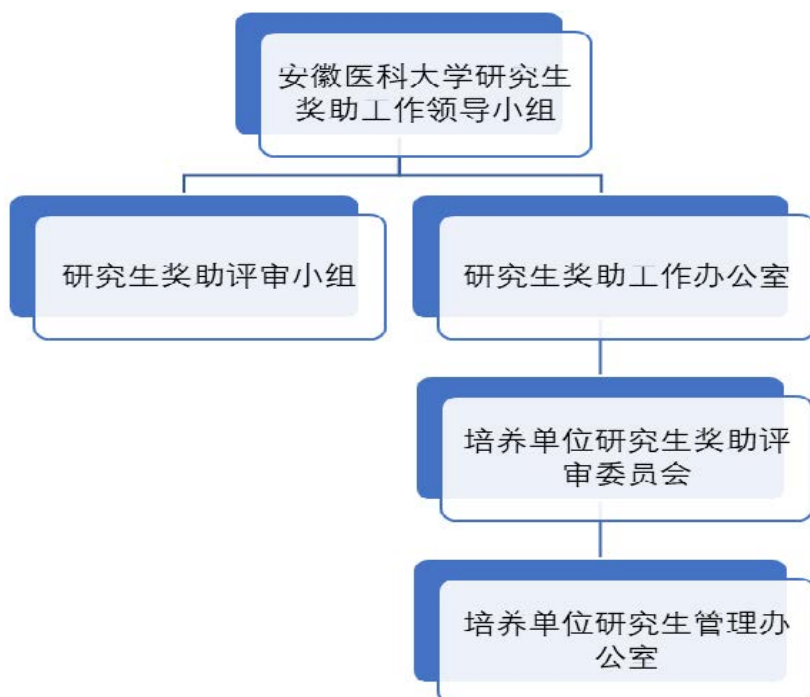 安徽医科大学研究生
奖助工作领导小组
研究生奖助评审小组
研究生奖助工作办公室
培养单位研究生奖助评
审委员会
培养单位研究生管理办
公室